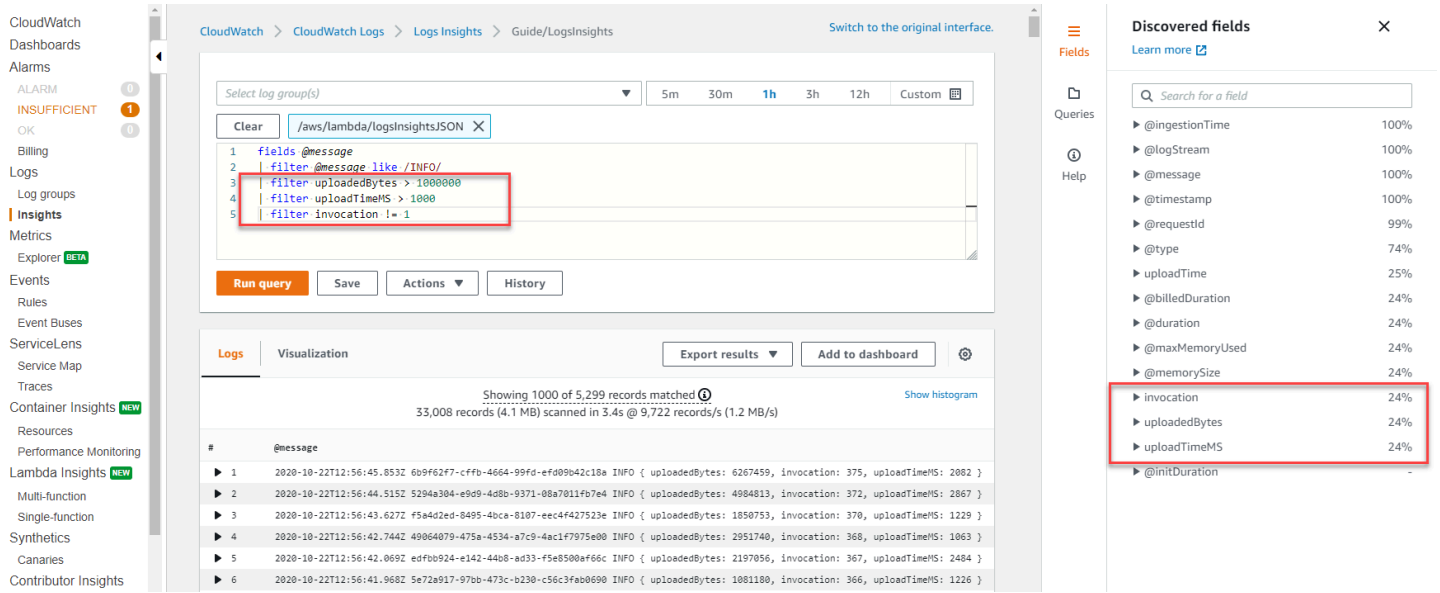 CloudWatch
Dashboards
Alarms
ALARM 0
INSUFFICIENT 1
OK 0
Billing
Logs
Log groups
Insights
Metrics
Explorer BETA
Events
Rules
Event Buses
ServiceLens
Service Map
Traces
Container Insights NEW
Resources
Performance Monitoring
Lambda Insights NEW
Multi-function
Single-function
Synthetics
Canaries
Contributor Insights
CloudWatch > CloudWatch Logs > Logs Insights > Guide/LogsInsights
Switch to the original interface.
Select log group(s)
5m 30m 1h 3h 12h Custom
Clear /aws/lambda/logsInsightsJSON
1 fields @message
2 | filter @message like /INFO/
3 | filter uploadedBytes > 1000000
4 | filter uploadTimeMS > 1000
5 | filter invocation != 1
Run query Save Actions History
Logs Visualization Export results Add to dashboard
Showing 1000 of 5,299 records matched
33,008 records (4.1 MB) scanned in 3.4s @ 9,722 records/s (1.2 MB/s)
Show histogram
# @message
1 2020-10-22T12:56:45.853Z 6b9f62f7-cffb-4664-99fd-efd09b42c18a INFO { uploadedBytes: 6267459, invocation: 375, uploadTimeMS: 2082 }
2 2020-10-22T12:56:44.515Z 5294a304-e9d9-4d8b-9371-08a7011fb7e4 INFO { uploadedBytes: 4984813, invocation: 372, uploadTimeMS: 2867 }
3 2020-10-22T12:56:43.627Z f5a4d2ed-8495-4bca-8107-eec4f427523e INFO { uploadedBytes: 1850753, invocation: 370, uploadTimeMS: 1229 }
4 2020-10-22T12:56:42.744Z 49064079-475a-4534-a7c9-4ac1f7975e00 INFO { uploadedBytes: 2951740, invocation: 368, uploadTimeMS: 1063 }
5 2020-10-22T12:56:42.069Z edfbb924-e142-44b8-ad33-f5e8500af66c INFO { uploadedBytes: 2197056, invocation: 367, uploadTimeMS: 2484 }
6 2020-10-22T12:56:41.968Z 5e72a917-97bb-473c-b230-c56c3fab0690 INFO { uploadedBytes: 1081180, invocation: 366, uploadTimeMS: 1226 }
Fields
Queries
Help
Discovered fields
Learn more
Search for a field
@ingestionTime 100%
@logStream 100%
@message 100%
@timestamp 100%
@requestId 99%
@type 74%
uploadTime 25%
@billedDuration 24%
@duration 24%
@maxMemoryUsed 24%
@memorySize 24%
invocation 24%
uploadedBytes 24%
uploadTimeMS 24%
@initDuration -